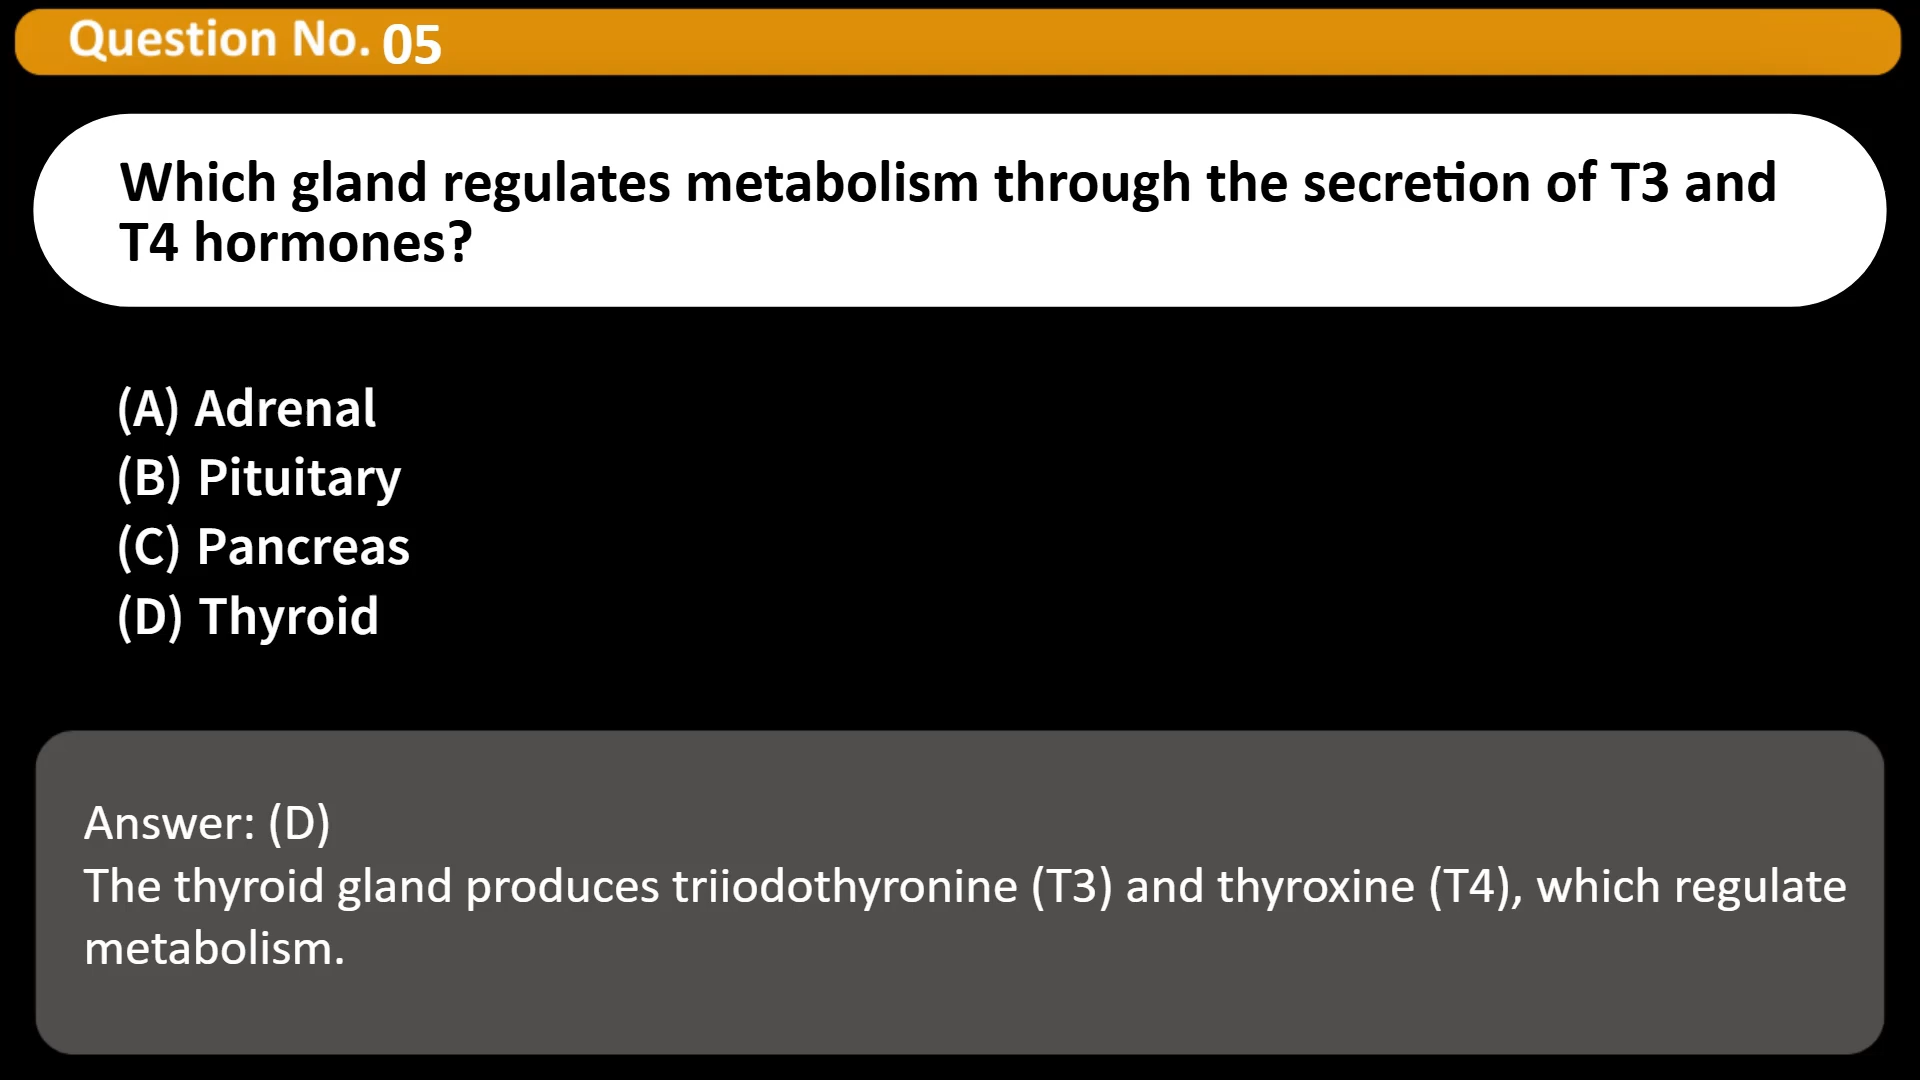 Question No. 05
Which gland regulates metabolism through the secretion of T3 and
T4 hormones?
(A) Adrenal
(B) Pituitary
(C) Pancreas
(D) Thyroid
Answer: (D)
The thyroid gland produces triiodothyronine (T3) and thyroxine (T4), which regulate
metabolism.